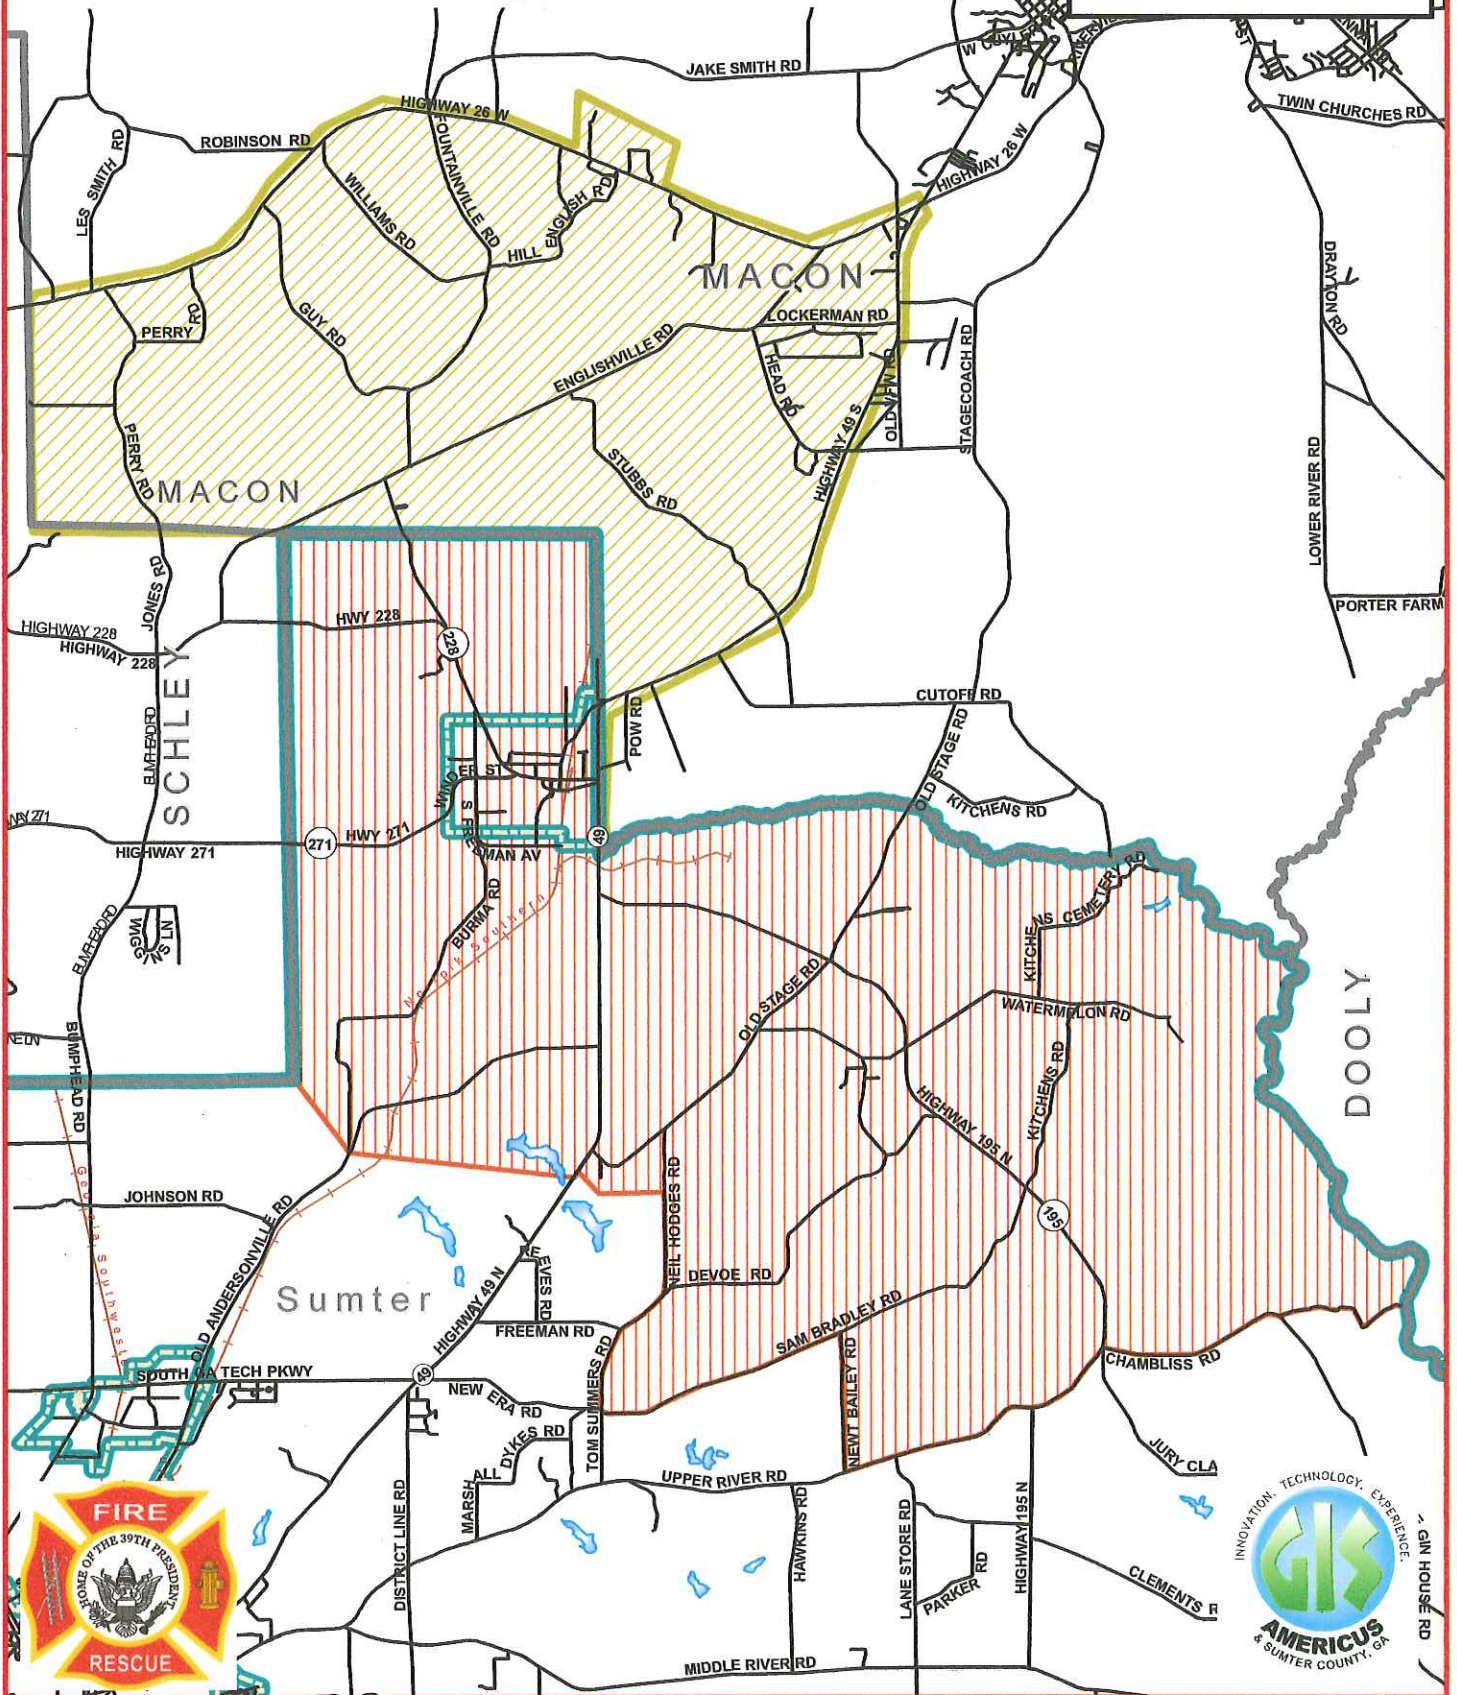 JAKE SMITH RD
TWIN CHURCHES RD
HIGHWAY 26 W
ROBINSON RD
LES SMITH RD
FOUNTAINVILLE RD
WILLIAMS RD
HILL
ENGLISH RD
HIGHWAY 26 W
MACON
DRAYTON RD
PERRY RD
GUY RD
LOCKERMAN RD
ENGLISHVILLE RD
HEAD RD
STAGECOACH RD
HIGHWAY 49 S
PERRY RD
MACON
STUBBS RD
LOWER RIVER RD
JONES RD
PORTER FARM
HIGHWAY 228
HIGHWAY 228
HWY 228
228
SCHLEY
CUTOFF RD
POW RD
OLD STAGE RD
BUMPHEAD RD
KITCHENS RD
WAY 271
HIGHWAY 271
271
HWY 271
49
S FREEMAN AV
BUMPHEAD RD
WIGGINS LN
BURMA RD
KITCHENS CEMETERY RD
OLD STAGE RD
WATERMELON RD
DOOLY
BUMPHEAD RD
KITCHENS RD
HIGHWAY 195 N
195
JOHNSON RD
Georgia Southweste
OLD ANDERSONVILLE RD
NEIL HODGES RD
DEVOE RD
REEVES RD
Sumter
HIGHWAY 49 N
FREEMAN RD
SAM BRADLEY RD
CHAMBLISS RD
SOUTH GA TECH PKWY
49
NEW ERA RD
TOM SUMMERS RD
NEWT BAILEY RD
MARSHALL DYKES RD
UPPER RIVER RD
JURY CLA
DISTRICT LINE RD
HAWKINS RD
LANE STORE RD
PARKER RD
HIGHWAY 195 N
CLEMENTS R
GIN HOUSE RD
MIDDLE RIVER RD
FIRE
HOME OF THE 39TH PRESIDENT
RESCUE
INNOVATION. TECHNOLOGY. EXPERIENCE.
GIS
AMERICUS
& SUMTER COUNTY, GA